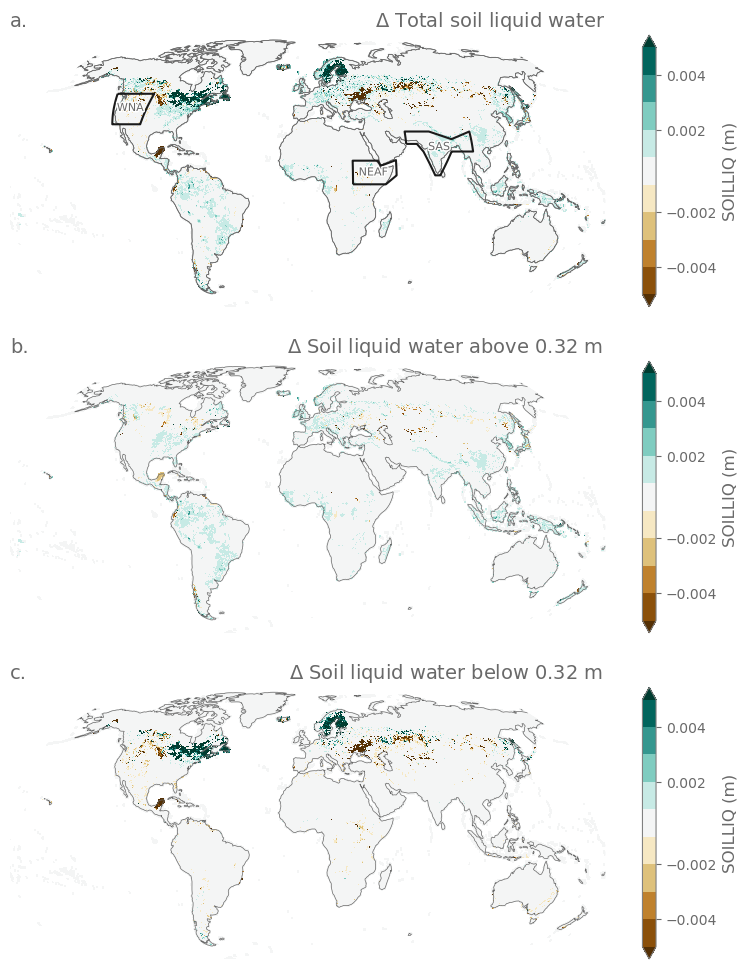 a.
Δ Total soil liquid water
WNA
NEAF
SAS
0.004
0.002
−0.002
−0.004
SOILLIQ (m)
b.
Δ Soil liquid water above 0.32 m
0.004
0.002
−0.002
−0.004
SOILLIQ (m)
c.
Δ Soil liquid water below 0.32 m
0.004
0.002
−0.002
−0.004
SOILLIQ (m)